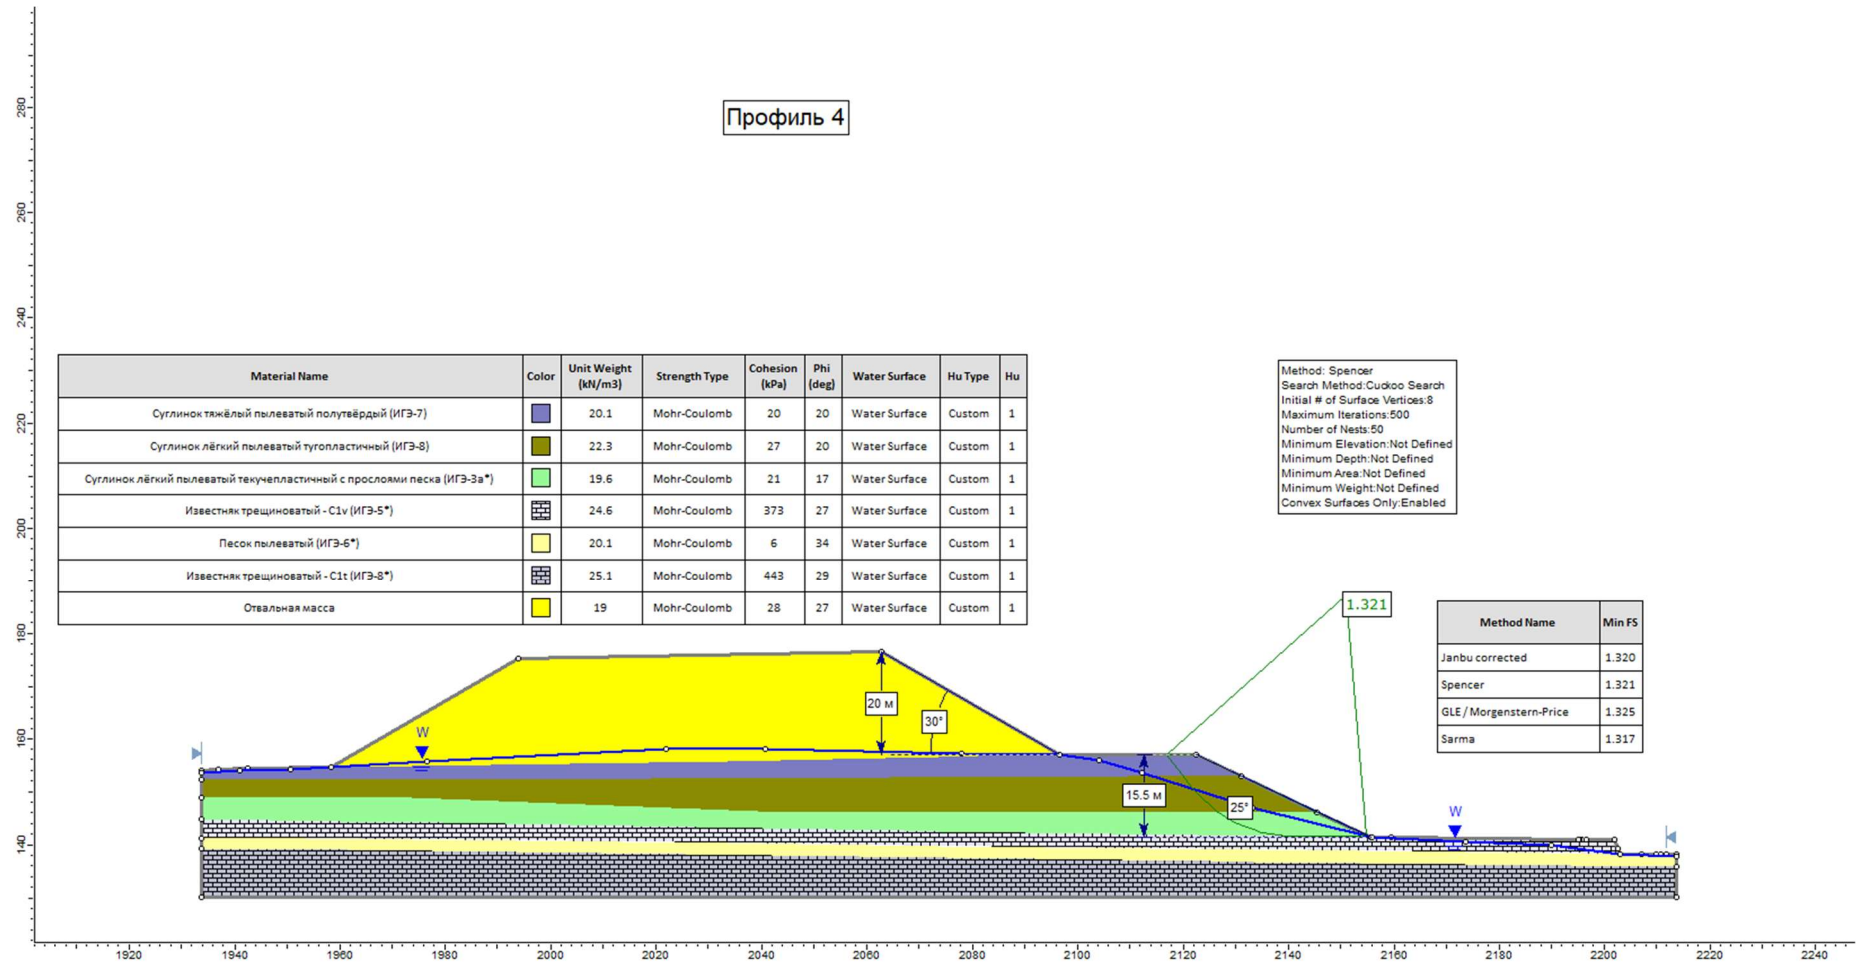 Профиль 4
280
260
240
220
200
180
160
140
Material Name Color Unit Weight (kN/m3) Strength Type Cohesion (kPa) Phi (deg) Water Surface Hu Type Hu
Суглинок тяжёлый пылеватый полутвёрдый (ИГЭ-7) 20.1 Mohr-Coulomb 20 20 Water Surface Custom 1
Суглинок лёгкий пылеватый тугопластичный (ИГЭ-8) 22.3 Mohr-Coulomb 27 20 Water Surface Custom 1
Суглинок лёгкий пылеватый текучепластичный с прослоями песка (ИГЭ-3а*) 19.6 Mohr-Coulomb 21 17 Water Surface Custom 1
Известняк трещиноватый - C1v (ИГЭ-5*) 24.6 Mohr-Coulomb 373 27 Water Surface Custom 1
Песок пылеватый (ИГЭ-6*) 20.1 Mohr-Coulomb 6 34 Water Surface Custom 1
Известняк трещиноватый - C1t (ИГЭ-8*) 25.1 Mohr-Coulomb 443 29 Water Surface Custom 1
Отвальная масса 19 Mohr-Coulomb 28 27 Water Surface Custom 1
Method: Spencer
Search Method:Cuckoo Search
Initial # of Surface Vertices:8
Maximum Iterations:500
Number of Nests:50
Minimum Elevation:Not Defined
Minimum Depth:Not Defined
Minimum Area:Not Defined
Minimum Weight:Not Defined
Convex Surfaces Only:Enabled
1.321
Method Name Min FS
Janbu corrected 1.320
Spencer 1.321
GLE / Morgenstern-Price 1.325
Sarma 1.317
20 м
30°
W
15.5 м
25°
W
1920 1940 1960 1980 2000 2020 2040 2060 2080 2100 2120 2140 2160 2180 2200 2220 2240